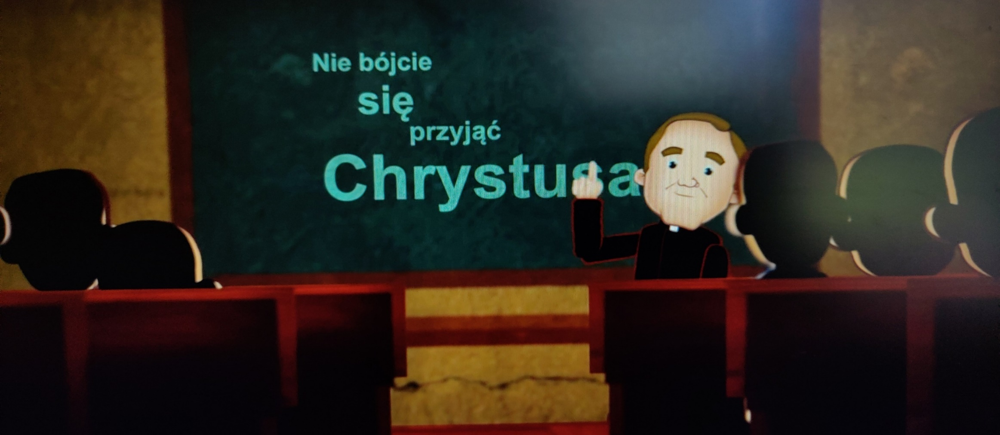 Nie bójcie
się
przyjąć
Chrystusa